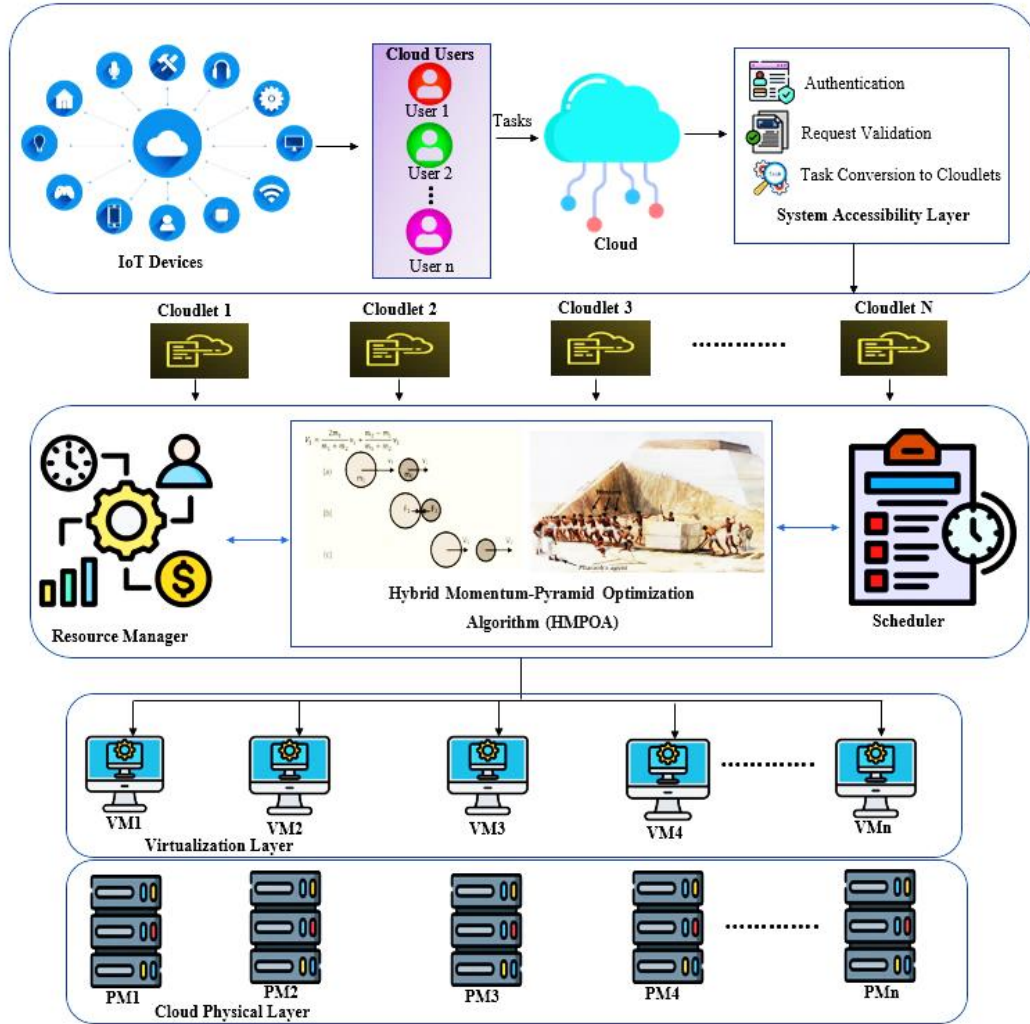 Cloud Users
User 1
User 2
User n
IoT Devices
Tasks
Cloud
Authentication
Request Validation
Task Conversion to Cloudlets
System Accessibility Layer
Cloudlet 1
Cloudlet 2
Cloudlet 3
Cloudlet N
(a)
(b)
(c)
Pharaoh's agent
Hybrid Momentum-Pyramid Optimization
Algorithm (HMPOA)
Resource Manager
Scheduler
VM1
VM2
VM3
VM4
VMn
Virtualization Layer
PM1
PM2
PM3
PM4
PMn
Cloud Physical Layer